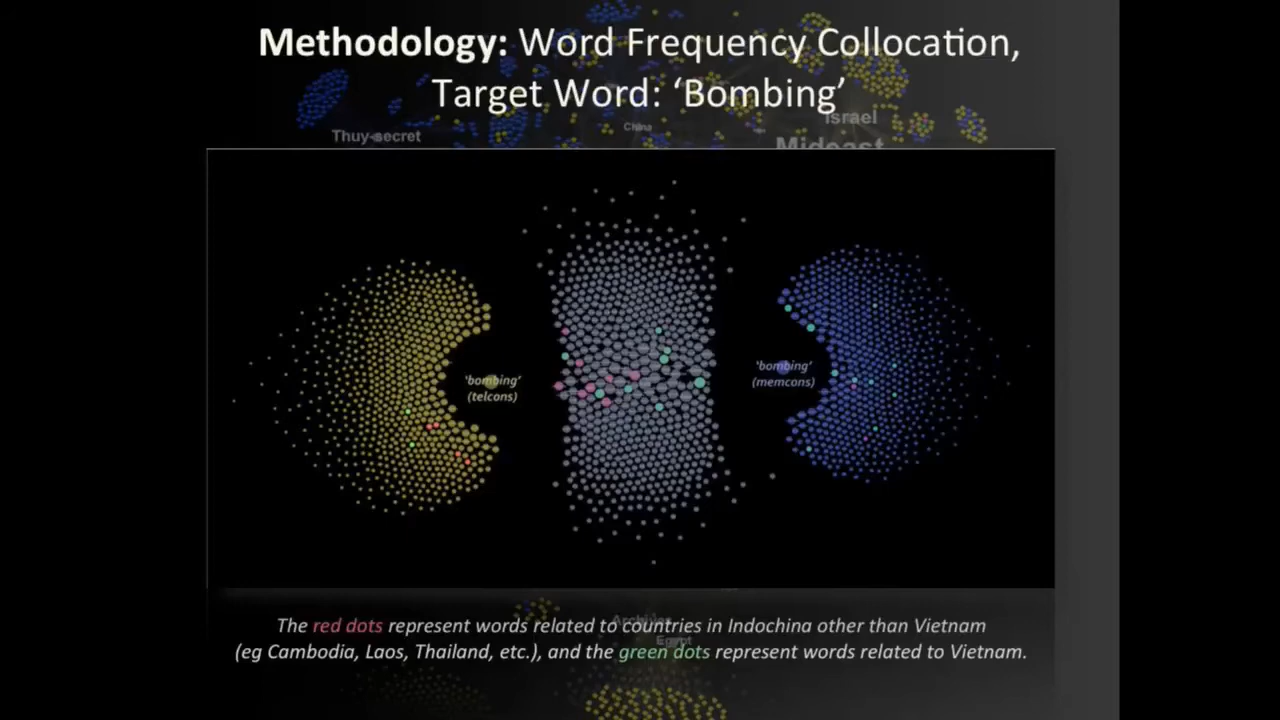 Methodology: Word Frequency Collocation,
Target Word: ‘Bombing’
Israel
China
Thuy-secret
Mideast
'bombing'
(telcons)
'bombing'
(memcons)
Archives
The red dots represent words related to countries in Indochina other than Vietnam
Egypt
(eg Cambodia, Laos, Thailand, etc.), and the green dots represent words related to Vietnam.